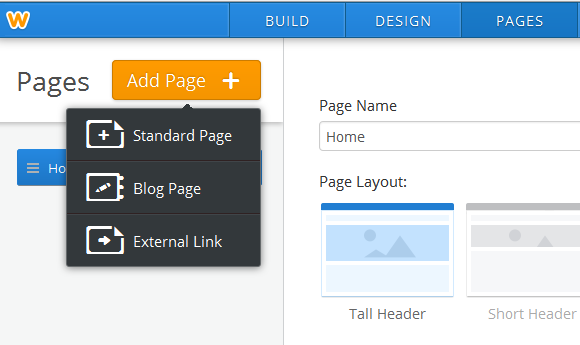 W
BUILD
DESIGN
PAGES
Pages
Add Page +
Standard Page
Blog Page
External Link
Ho
Page Name
Home
Page Layout:
Tall Header
Short Header